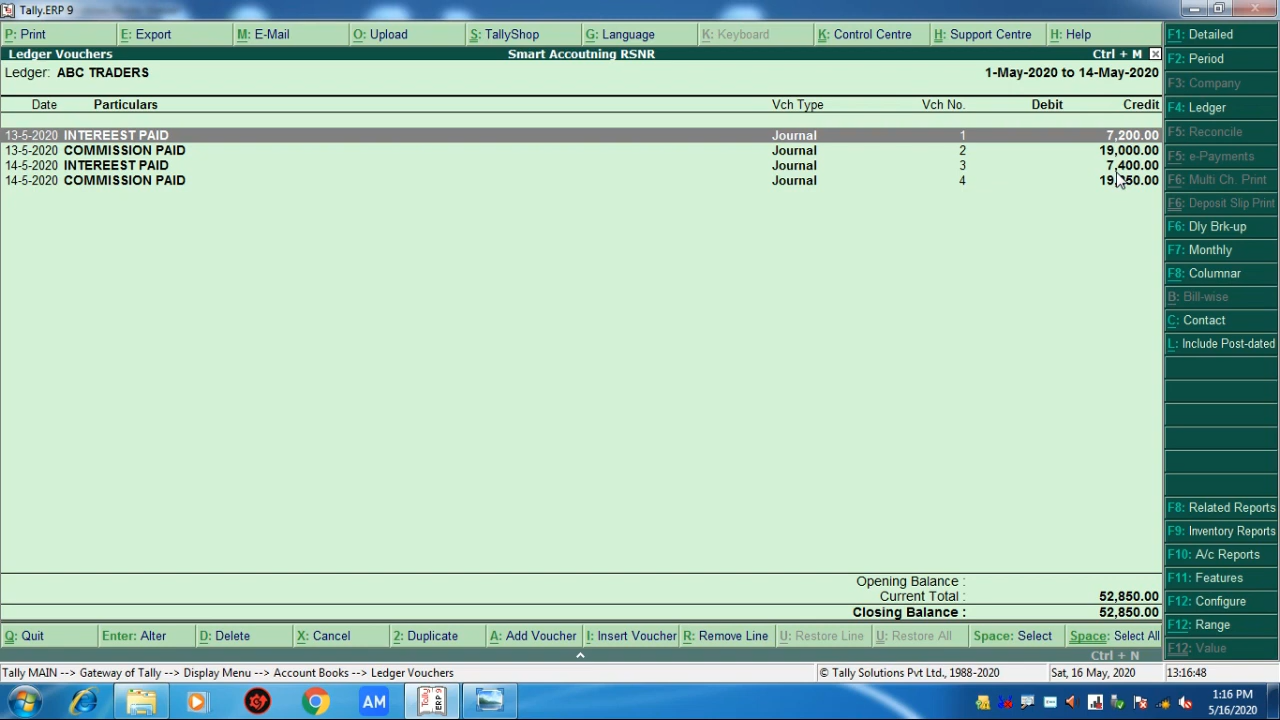 Tally.ERP 9
P: Print E: Export M: E-Mail O: Upload S: TallyShop G: Language K: Keyboard K: Control Centre H: Support Centre H: Help
Ledger Vouchers Smart Accoutning RSNR Ctrl + M
Ledger: ABC TRADERS 1-May-2020 to 14-May-2020
Date Particulars Vch Type Vch No. Debit Credit
13-5-2020 INTEREEST PAID Journal 1 7,200.00
13-5-2020 COMMISSION PAID Journal 2 19,000.00
14-5-2020 INTEREEST PAID Journal 3 7,400.00
14-5-2020 COMMISSION PAID Journal 4
Opening Balance :
Current Total : 52,850.00
Closing Balance : 52,850.00
Q: Quit Enter: Alter D: Delete X: Cancel 2: Duplicate A: Add Voucher I: Insert Voucher R: Remove Line U: Restore Line U: Restore All Space: Select Space: Select All
Ctrl + N
F1: Detailed
F2: Period
F3: Company
F4: Ledger
F5: Reconcile
F5: e-Payments
F6: Multi Ch. Print
F6: Deposit Slip Print
F6: Dly Brk-up
F7: Monthly
F8: Columnar
B: Bill-wise
C: Contact
L: Include Post-dated
F8: Related Reports
F9: Inventory Reports
F10: A/c Reports
F11: Features
F12: Configure
F12: Range
F12: Value
Tally MAIN --> Gateway of Tally --> Display Menu --> Account Books --> Ledger Vouchers © Tally Solutions Pvt Ltd., 1988-2020 Sat, 16 May, 2020 13:16:48
AM
1:16 PM
5/16/2020